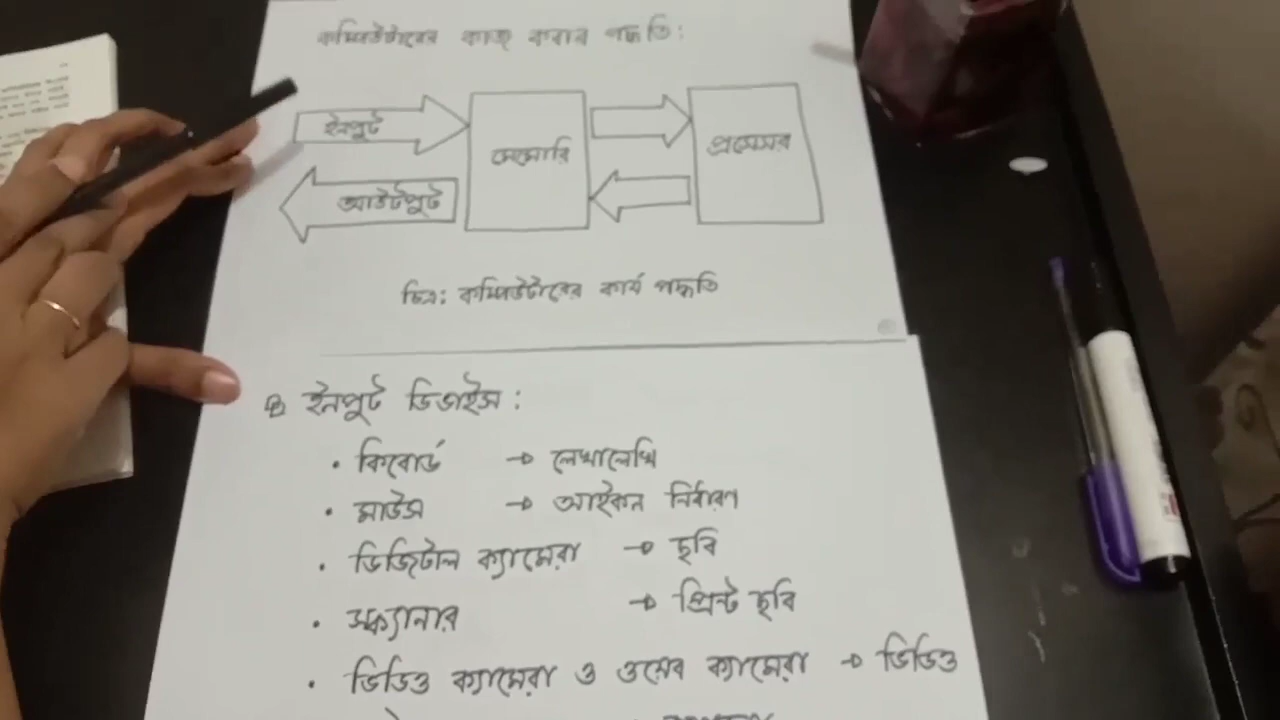 কম্পিউটারের কাজ করার পদ্ধতি:
ইনপুট
মেমোরি
প্রসেসর
আউটপুট
চিত্র: কম্পিউটারের কার্য পদ্ধতি
ইনপুট ডিভাইস:
• কিবোর্ড → লেখালেখি
• মাউস → আইকন নির্বারণ
• ডিজিটাল ক্যামেরা → ছবি
• স্ক্যানার → প্রিন্ট ছবি
• ভিডিও ক্যামেরা ও ওয়েব ক্যামেরা → ভিডিও